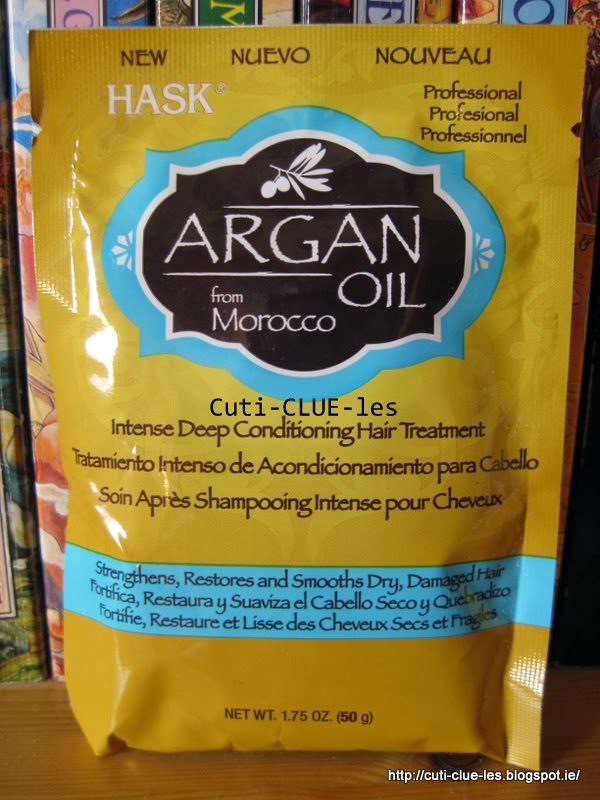 NEW NUEVO NOUVEAU
HASK®
Professional
Profesional
Professionnel
ARGAN
OIL
from
Morocco
Cuti-CLUE-les
Intense Deep Conditioning Hair Treatment
Tratamiento Intenso de Acondicionamiento para Cabello
Soin Après Shampooing Intense pour Cheveux
Strengthens, Restores and Smooths Dry, Damaged Hair
Fortifica, Restaura y Suaviza el Cabello Seco y Quebradizo
Fortifie, Restaure et Lisse des Cheveux Secs et Fragiles
NET WT. 1.75 OZ. (50 g)
http://cuti-clue-les.blogspot.ie/